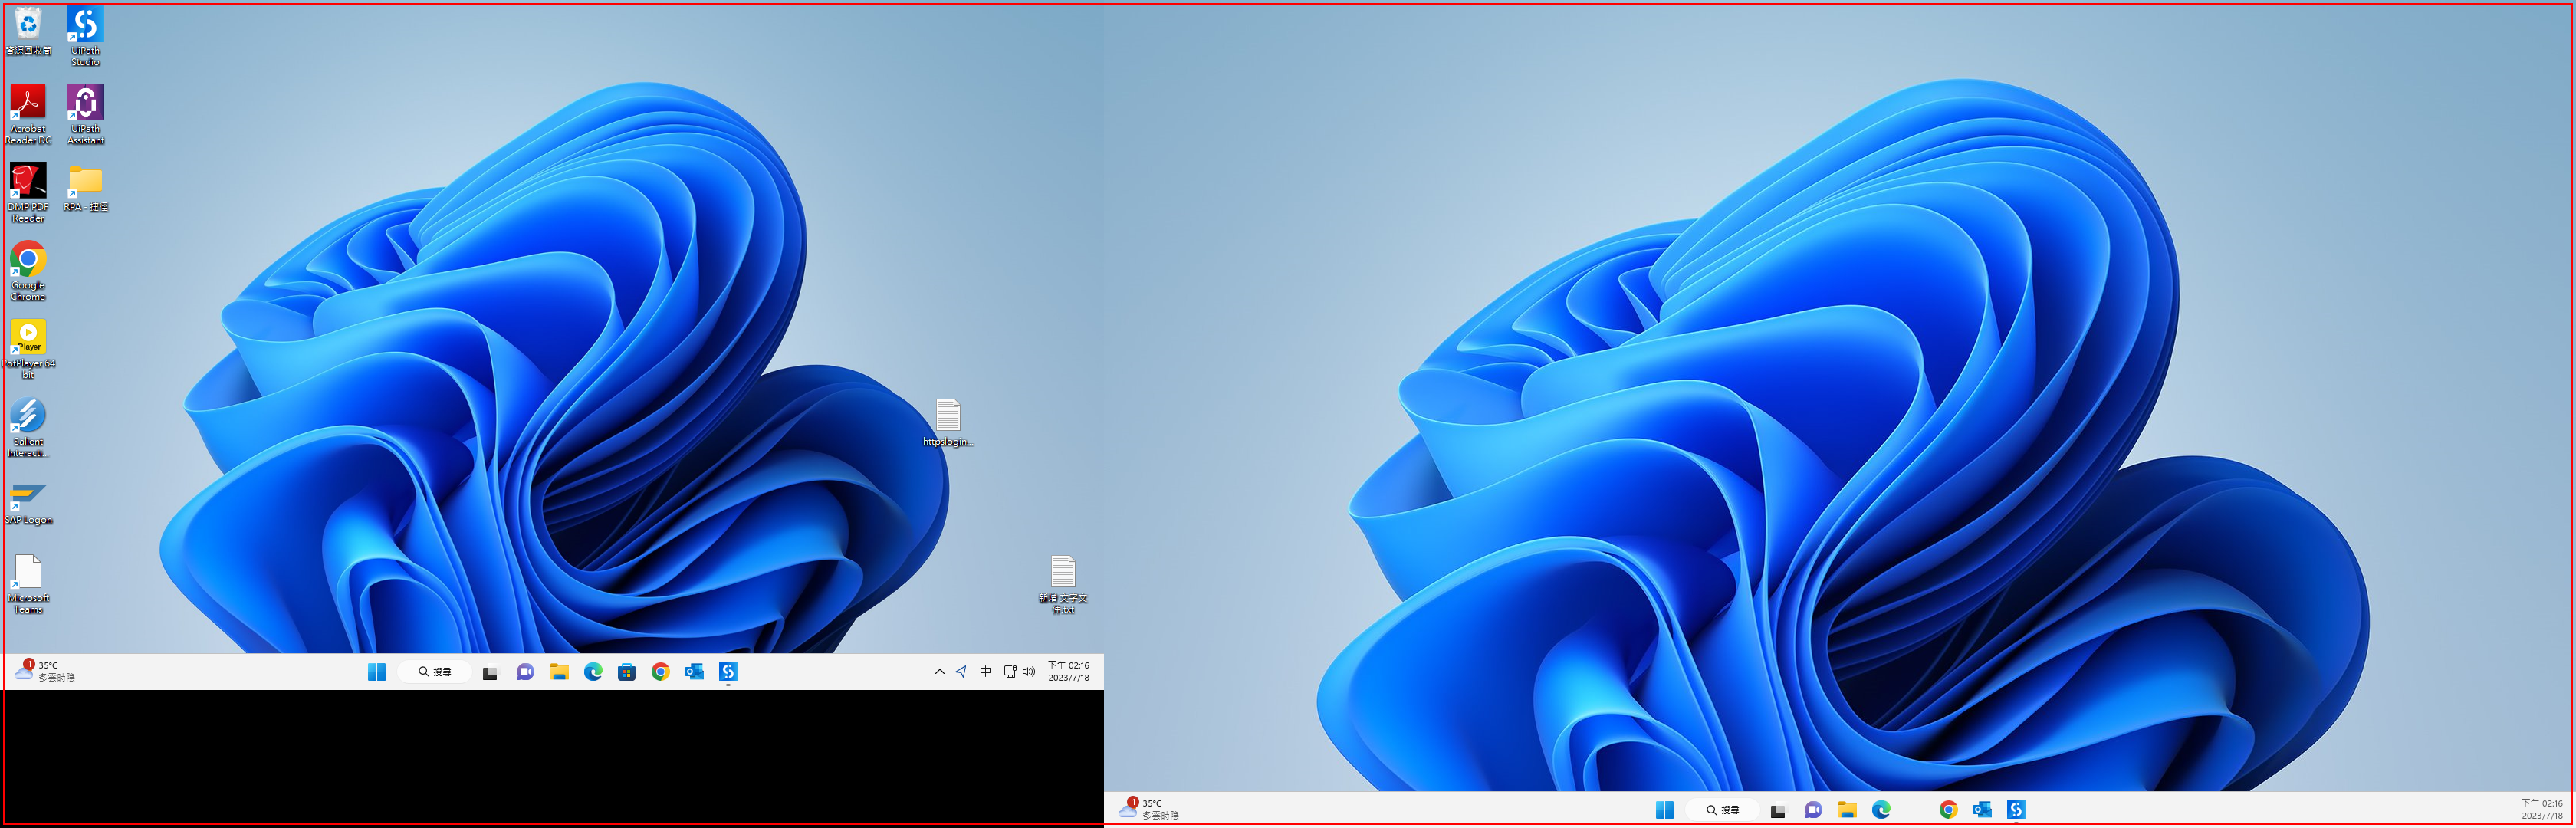 資源回收筒
UiPath
Studio
Acrobat
Reader DC
UiPath
Assistant
DMP PDF
Reader
RPA - 捷徑
Google
Chrome
Player
PotPlayer 64
bit
Salient
Interacti...
SAP Logon
Microsoft
Teams
httpslogin...
新增 文字文
件.txt
1
35°C
多雲時陰
搜尋
中
下午 02:16
2023/7/18
1
35°C
多雲時陰
搜尋
下午 02:16
2023/7/18